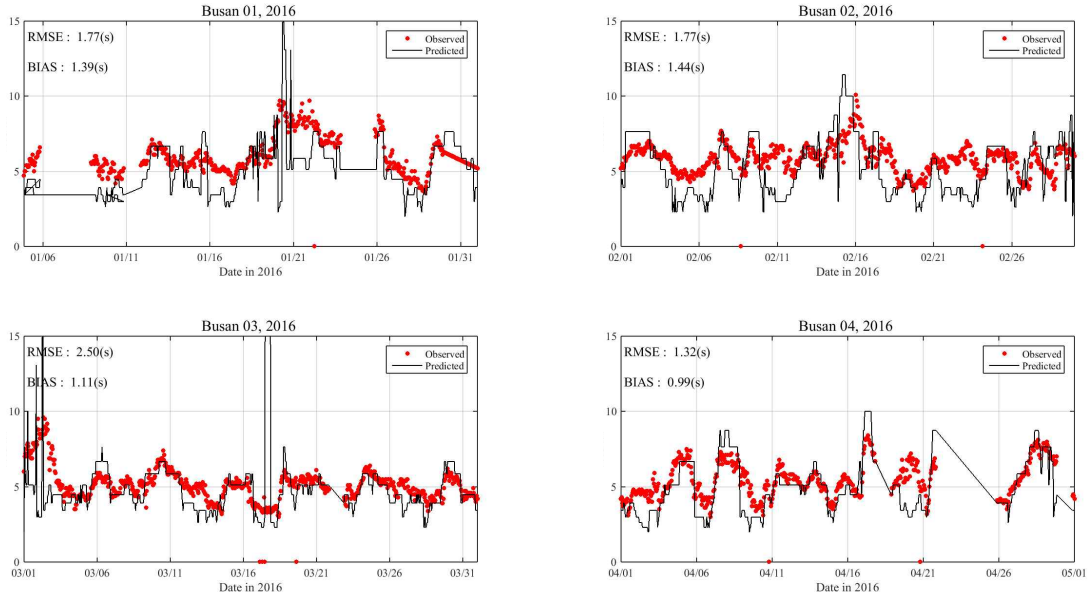 Busan 01, 2016
15
10
5
0
RMSE : 1.77(s)
BIAS : 1.39(s)
Observed
Predicted
01/06 01/11 01/16 01/21 01/26 01/31
Date in 2016
Busan 02, 2016
15
10
5
0
RMSE : 1.77(s)
BIAS : 1.44(s)
Observed
Predicted
02/01 02/06 02/11 02/16 02/21 02/26
Date in 2016
Busan 03, 2016
15
10
5
0
RMSE : 2.50(s)
BIAS : 1.11(s)
Observed
Predicted
03/01 03/06 03/11 03/16 03/21 03/26 03/31
Date in 2016
Busan 04, 2016
15
10
5
0
RMSE : 1.32(s)
BIAS : 0.99(s)
Observed
Predicted
04/01 04/06 04/11 04/16 04/21 04/26 05/01
Date in 2016